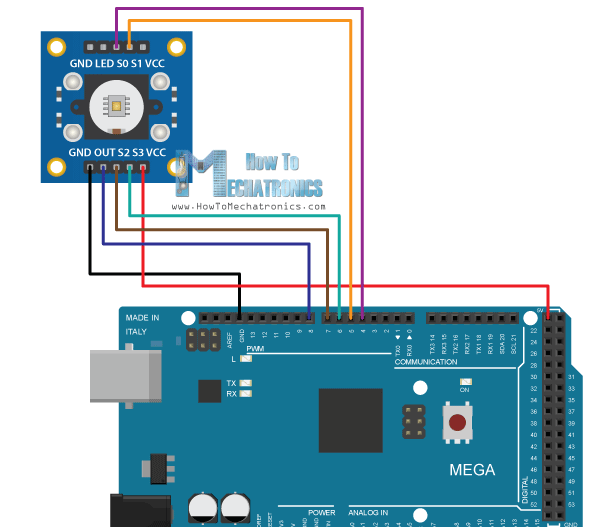 GND LED S0 S1 VCC
GND OUT S2 S3 VCC
How To
MECHATRONICS
www.HowToMechatronics.com
MADE IN
ITALY
AREF
GND
13
12
11
10
9
8
7
6
5
4
3
2
TX0 1
RX0 0
TX3 14
RX3 15
TX2 16
RX2 17
TX1 18
RX1 19
SDA 20
SCL 21
5V
L
PWM
COMMUNICATION
TX
RX
ON
22
24
26
28
30 31
32 33
34 35
36 37
38 39
40 41
42 43
44 45
46 47
48 49
50 51
52 53
GND
MEGA
DIGITAL
POWER
ANALOG IN